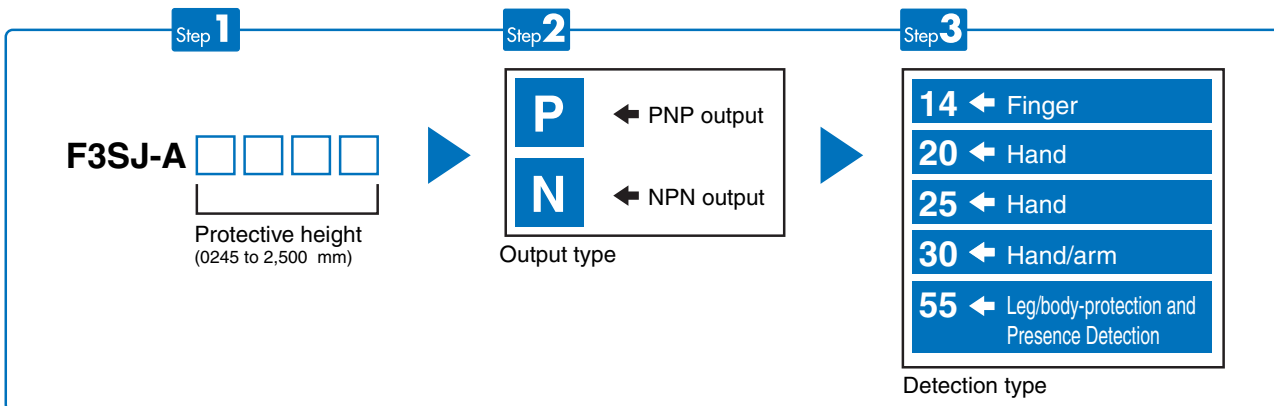 Step 1
Step 2
Step 3
F3SJ-A
Protective height
(0245 to 2,500 mm)
P ← PNP output
N ← NPN output
Output type
14 ← Finger
20 ← Hand
25 ← Hand
30 ← Hand/arm
55 ← Leg/body-protection and
Presence Detection
Detection type